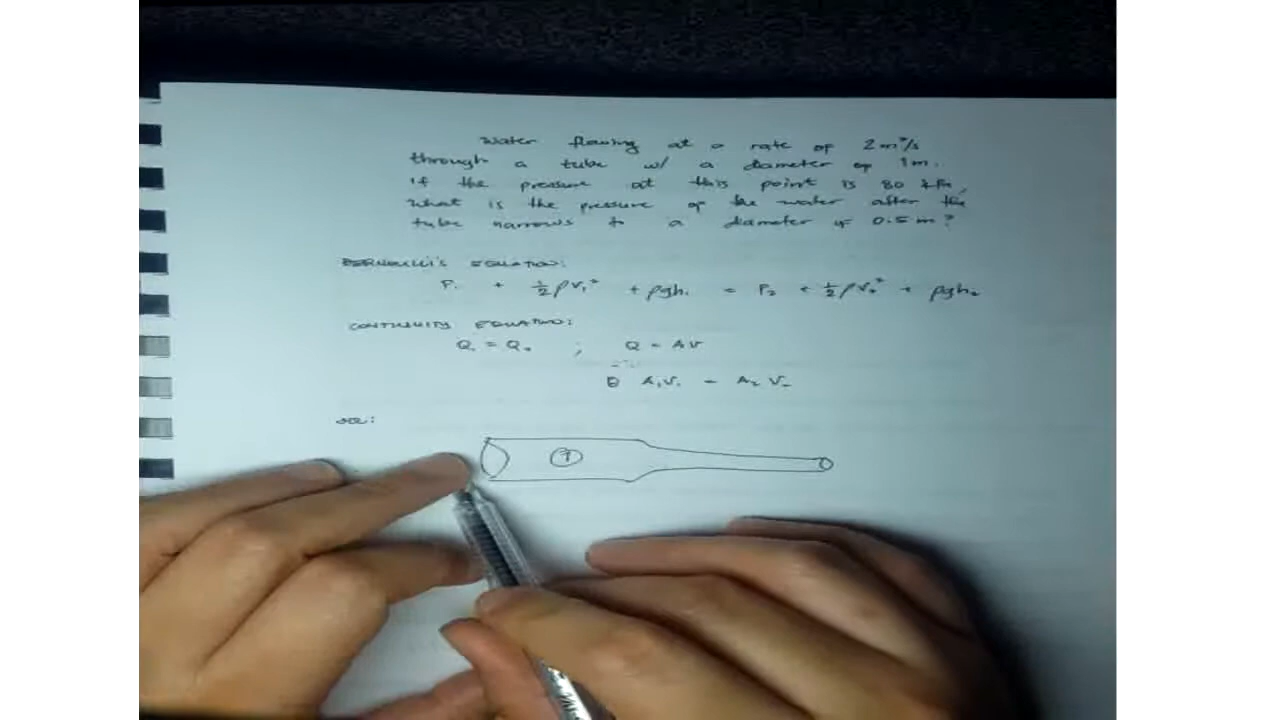 Water flowing at a rate of 2 m³/s
through a tube w/ a diameter of 1m.
If the pressure at this point is 80 kPa,
what is the pressure of the water after the
tube narrows to a diameter of 0.5 m?
BERNOULLI'S EQUATION:
P₁ + ½ρV₁² + ρgh₁ = P₂ + ½ρV₂² + ρgh₂
CONTINUITY EQUATION:
Q₁ = Q₂ ; Q = AV
A₁V₁ = A₂V₂
1